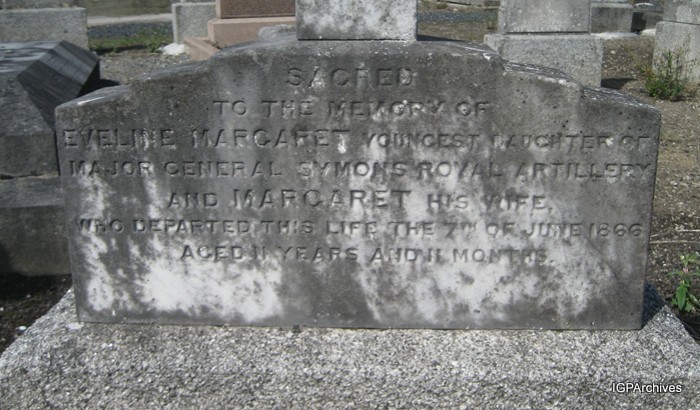 SACRED
TO THE MEMORY OF
EVELINE MARGARET YOUNGEST DAUGHTER OF
MAJOR GENERAL SYMONS ROYAL ARTILLERY
AND MARGARET HIS WIFE,
WHO DEPARTED THIS LIFE THE 7TH OF JUNE 1866
AGED 11 YEARS AND 11 MONTHS.
IGPArchives